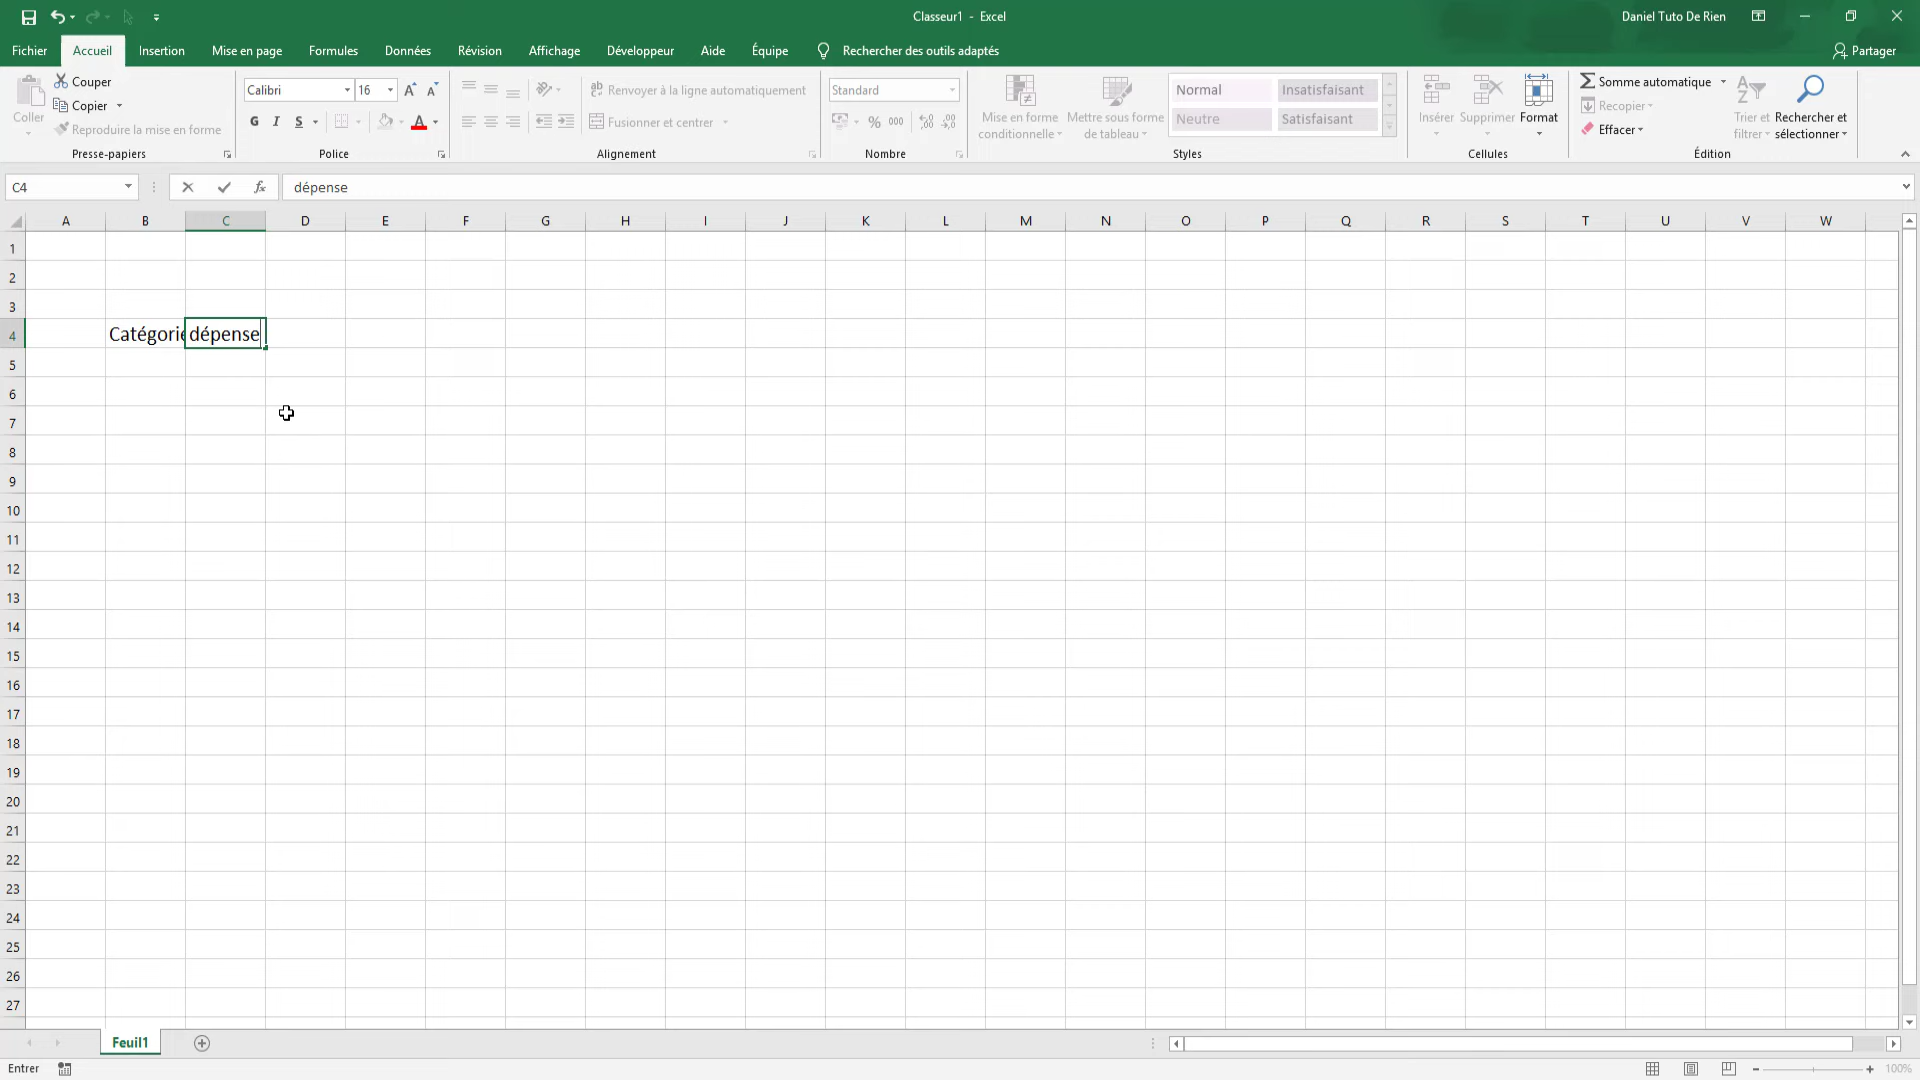 Classeur1 - Excel
Daniel Tuto De Rien
Fichier Accueil Insertion Mise en page Formules Données Révision Affichage Développeur Aide Équipe Rechercher des outils adaptés Partager
Coller
Couper
Copier
Reproduire la mise en forme
Presse-papiers
Calibri 16
G I S
Police
Renvoyer à la ligne automatiquement
Fusionner et centrer
Alignement
Standard
% 000
Nombre
Mise en forme
conditionnelle
Mettre sous forme
de tableau
Normal Insatisfaisant
Neutre Satisfaisant
Styles
Insérer Supprimer Format
Cellules
Somme automatique
Recopier
Effacer
Trier et
filtrer
Rechercher et
sélectionner
Édition
C4 fx dépense
A B C D E F G H I J K L M N O P Q R S T U V W
1
2
3
4 Catégorie dépense
5
6
7
8
9
10
11
12
13
14
15
16
17
18
19
20
21
22
23
24
25
26
27
Feuil1
Entrer 100%